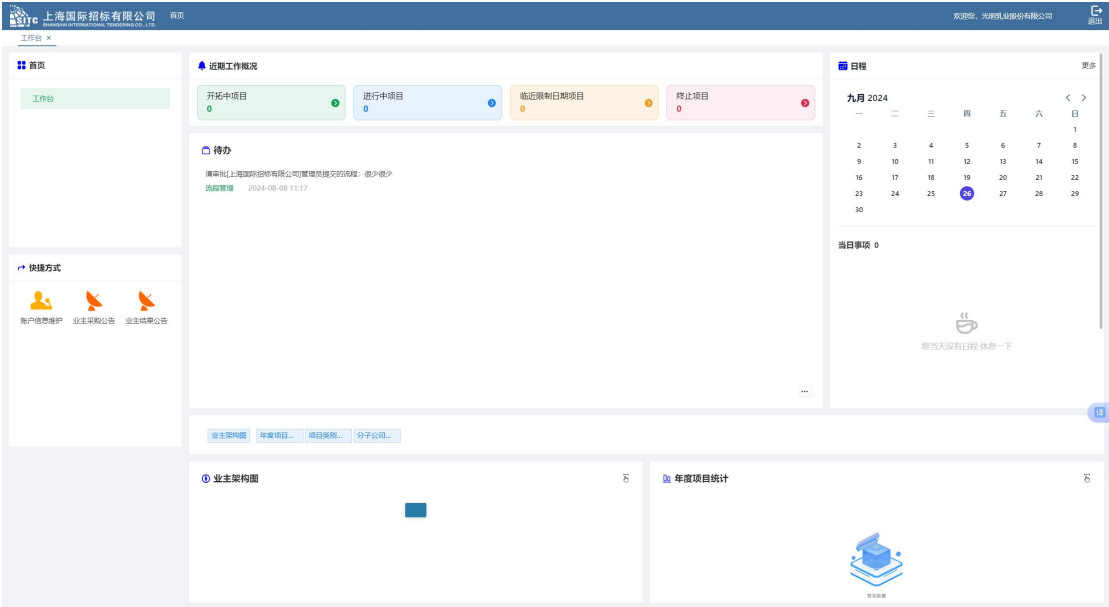 SITC 上海国际招标有限公司 首页 欢迎您，光明乳业股份有限公司 退出
SHANGHAI INTERNATIONAL TENDERING CO., LTD.
工作台 ×
首页
工作台
快捷方式
账户信息维护 业主采购公告 业主结果公告
近期工作概况
开拓中项目 进行中项目 临近限制日期项目 终止项目
0 0 0 0
待办
请审批[上海国际招标有限公司]管理员提交的流程：很少很少
流程管理 2024-08-08 11:17
日程 更多
九月 2024
一 二 三 四 五 六 日
1
2 3 4 5 6 7 8
9 10 11 12 13 14 15
16 17 18 19 20 21 22
23 24 25 26 27 28 29
30
当日事项 0
您当天没有日程 休息一下
译
业主架构图 年度项目... 项目类别... 分子公司...
业主架构图
年度项目统计
暂无数据